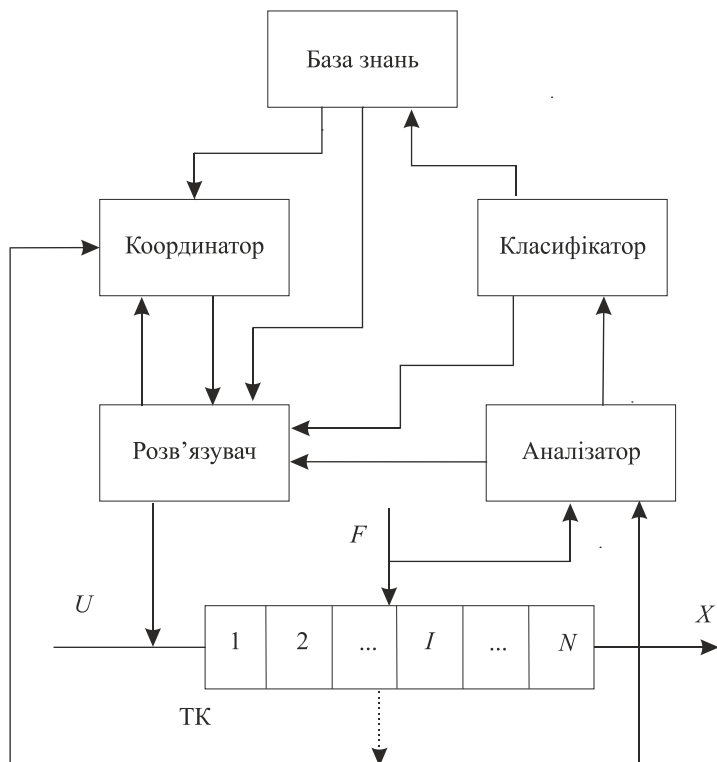 База знань
Координатор
Класифікатор
Розв’язувач
Аналізатор
F
U
X
1 2 ... I ... N
ТК